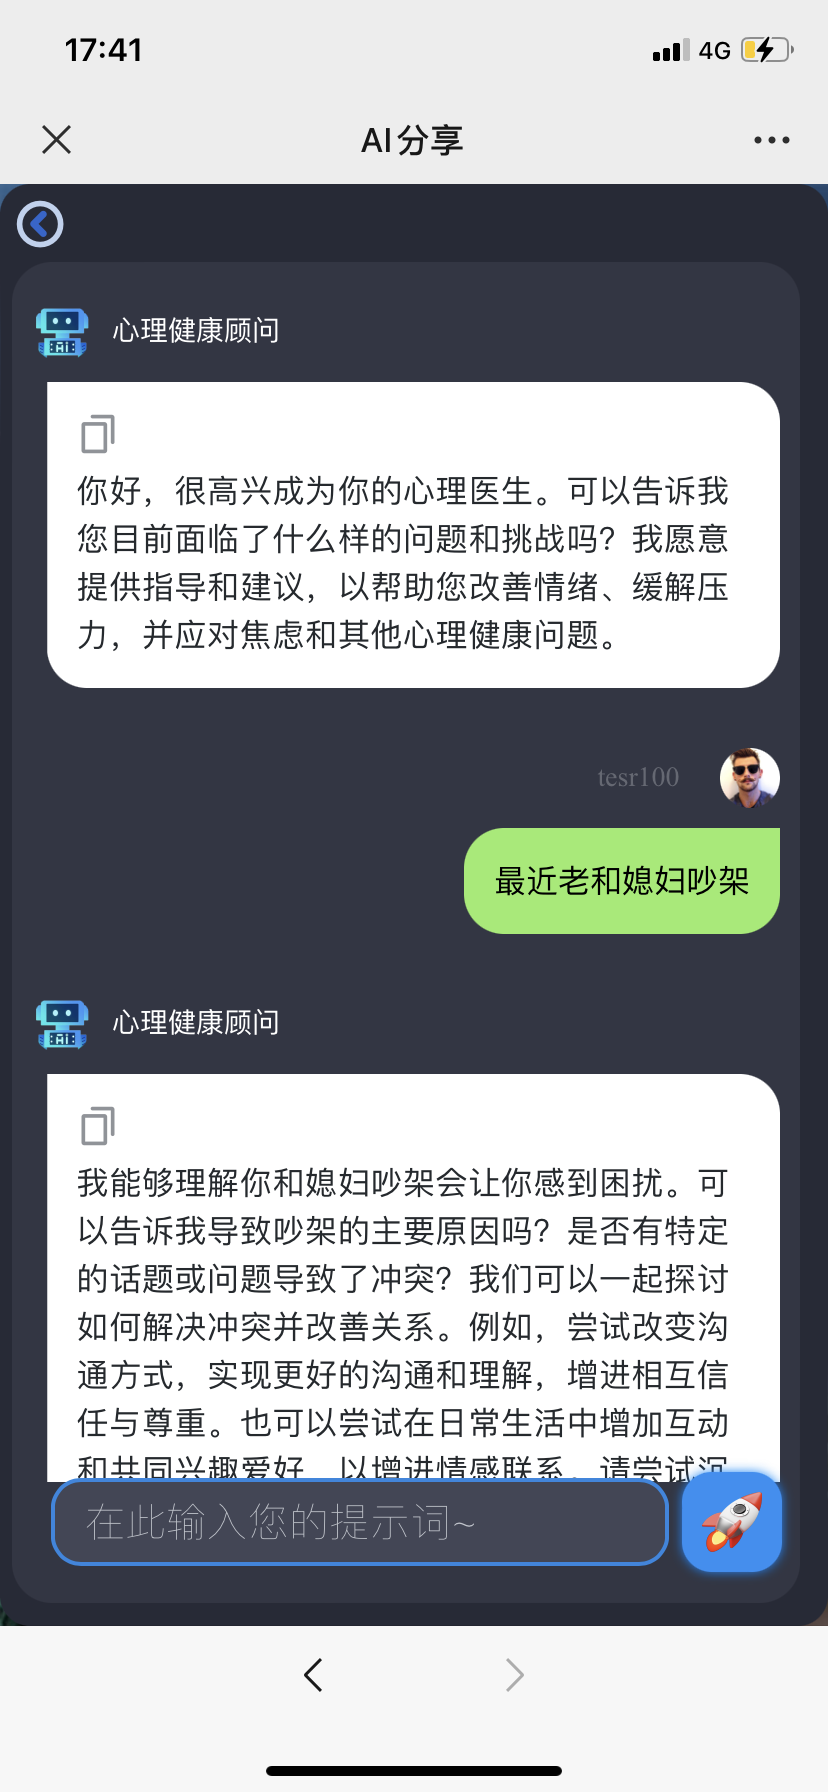 17:41
4G
AI分享
心理健康顾问
你好，很高兴成为你的心理医生。可以告诉我
您目前面临了什么样的问题和挑战吗？我愿意
提供指导和建议，以帮助您改善情绪、缓解压
力，并应对焦虑和其他心理健康问题。
tesr100
最近老和媳妇吵架
心理健康顾问
我能够理解你和媳妇吵架会让你感到困扰。可
以告诉我导致吵架的主要原因吗？是否有特定
的话题或问题导致了冲突？我们可以一起探讨
如何解决冲突并改善关系。例如，尝试改变沟
通方式，实现更好的沟通和理解，增进相互信
任与尊重。也可以尝试在日常生活中增加互动
和共同兴趣爱好，以增进情感联系。请尝试沉
在此输入您的提示词~